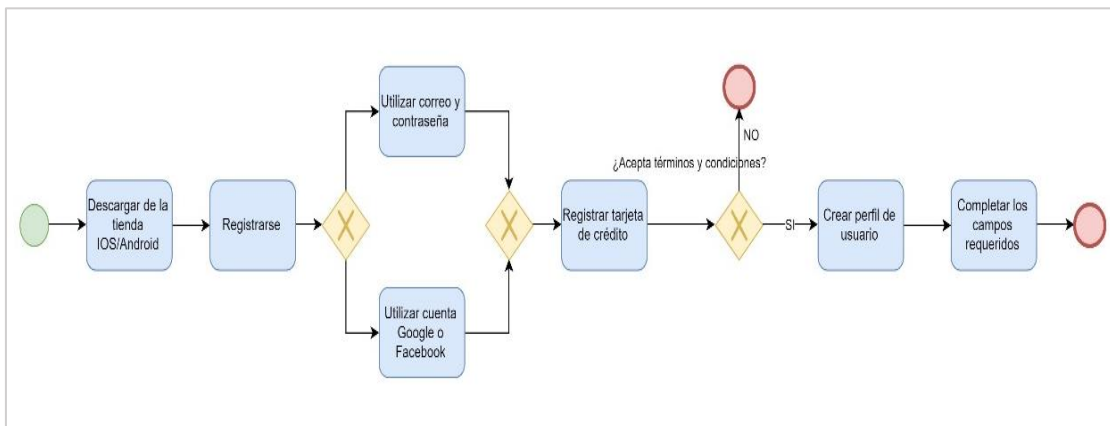 Descargar de la
tienda
IOS/Android
Registrarse
Utilizar correo y
contraseña
Utilizar cuenta
Google o
Facebook
Registrar tarjeta
de crédito
¿Acepta términos y condiciones?
NO
SI
Crear perfil de
usuario
Completar los
campos
requeridos